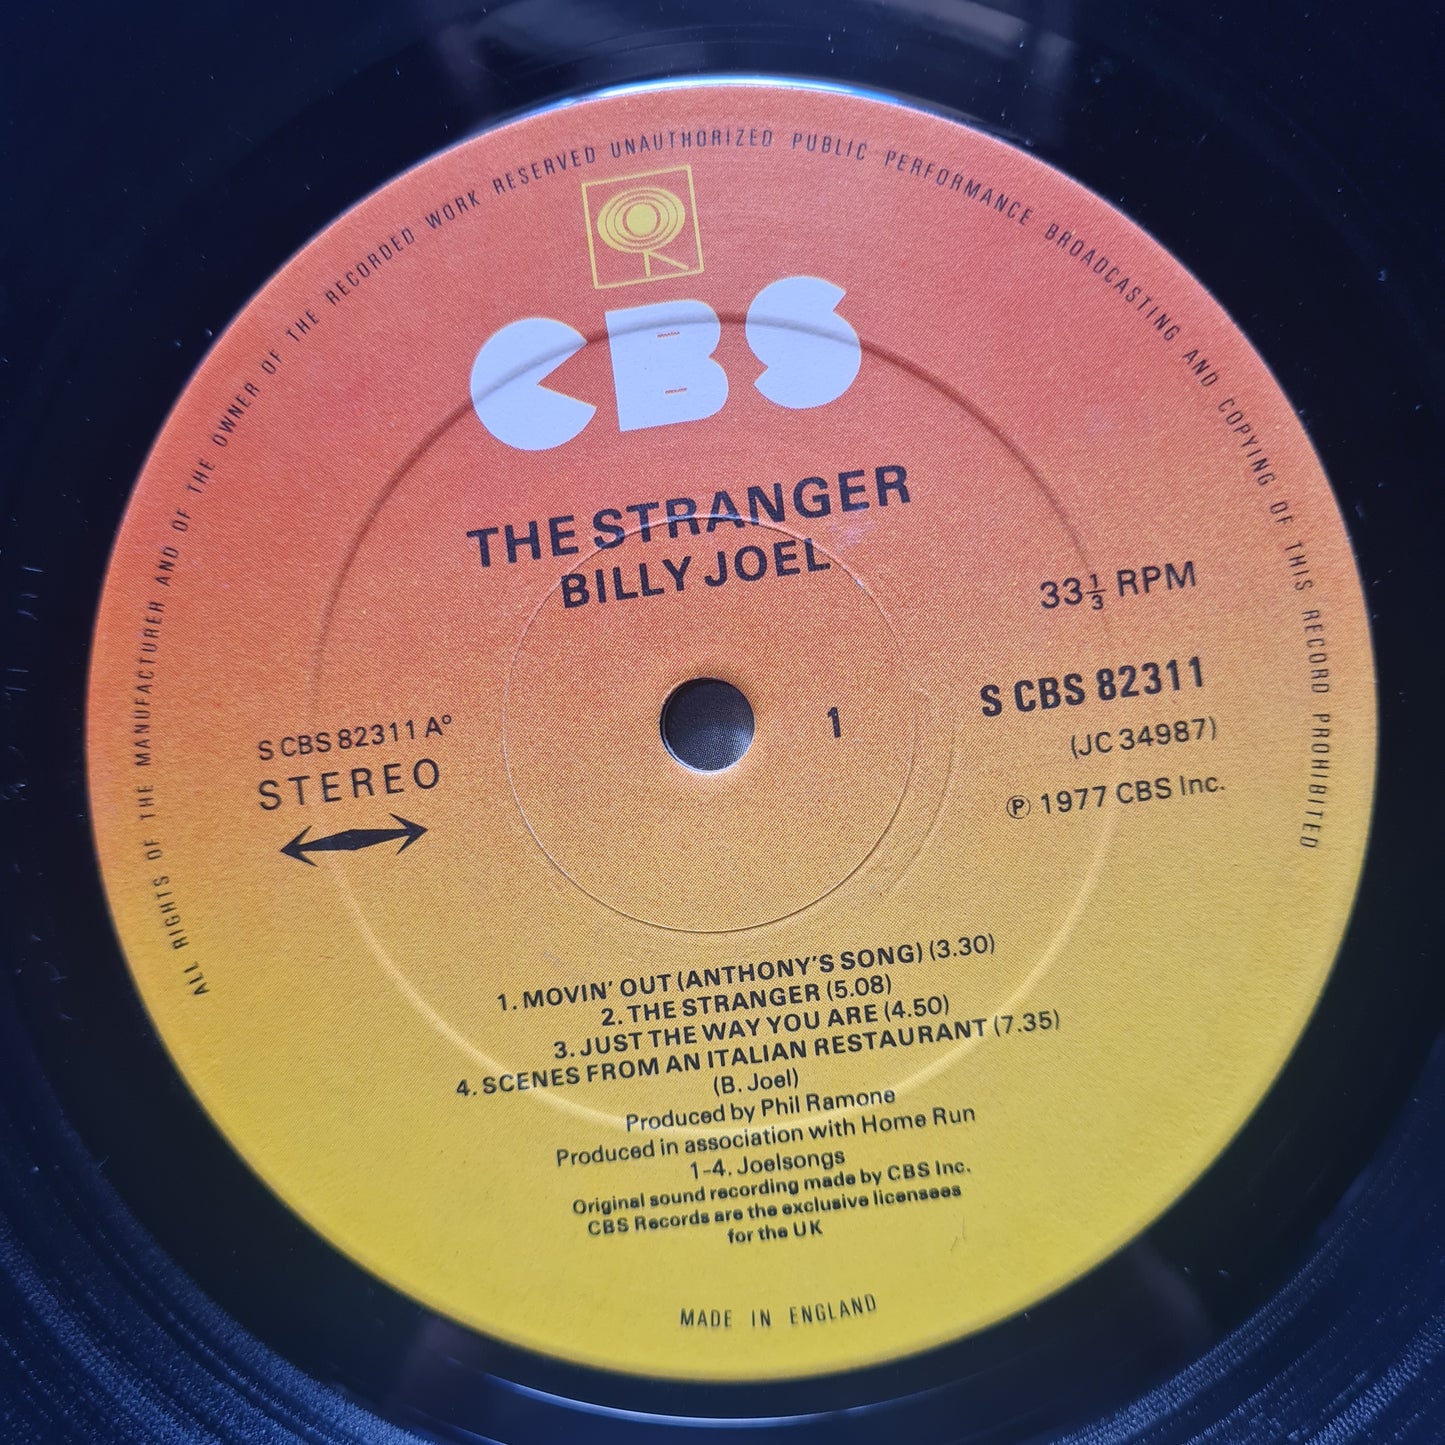 ALL RIGHTS OF THE MANUFACTURER AND OF THE OWNER OF THE RECORDED WORK RESERVED UNAUTHORIZED PUBLIC PERFORMANCE BROADCASTING AND COPYING OF THIS RECORD PROHIBITED
CBS
THE STRANGER
BILLY JOEL
33⅓ RPM
S CBS 82311
(JC 34987)
℗ 1977 CBS Inc.
1
S CBS 82311 A°
STEREO
1. MOVIN' OUT (ANTHONY'S SONG) (3.30)
2. THE STRANGER (5.08)
3. JUST THE WAY YOU ARE (4.50)
4. SCENES FROM AN ITALIAN RESTAURANT (7.35)
(B. Joel)
Produced by Phil Ramone
Produced in association with Home Run
1-4. Joelsongs
Original sound recording made by CBS Inc.
CBS Records are the exclusive licensees
for the UK
MADE IN ENGLAND